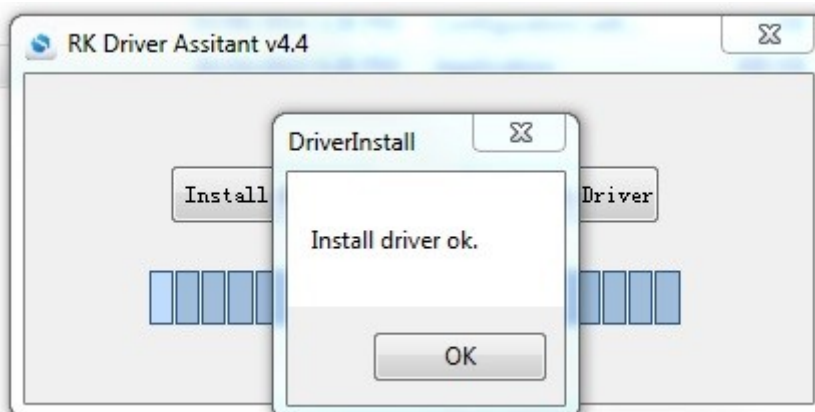 RK Driver Assitant v4.4
DriverInstall
Install
Driver
Install driver ok.
OK